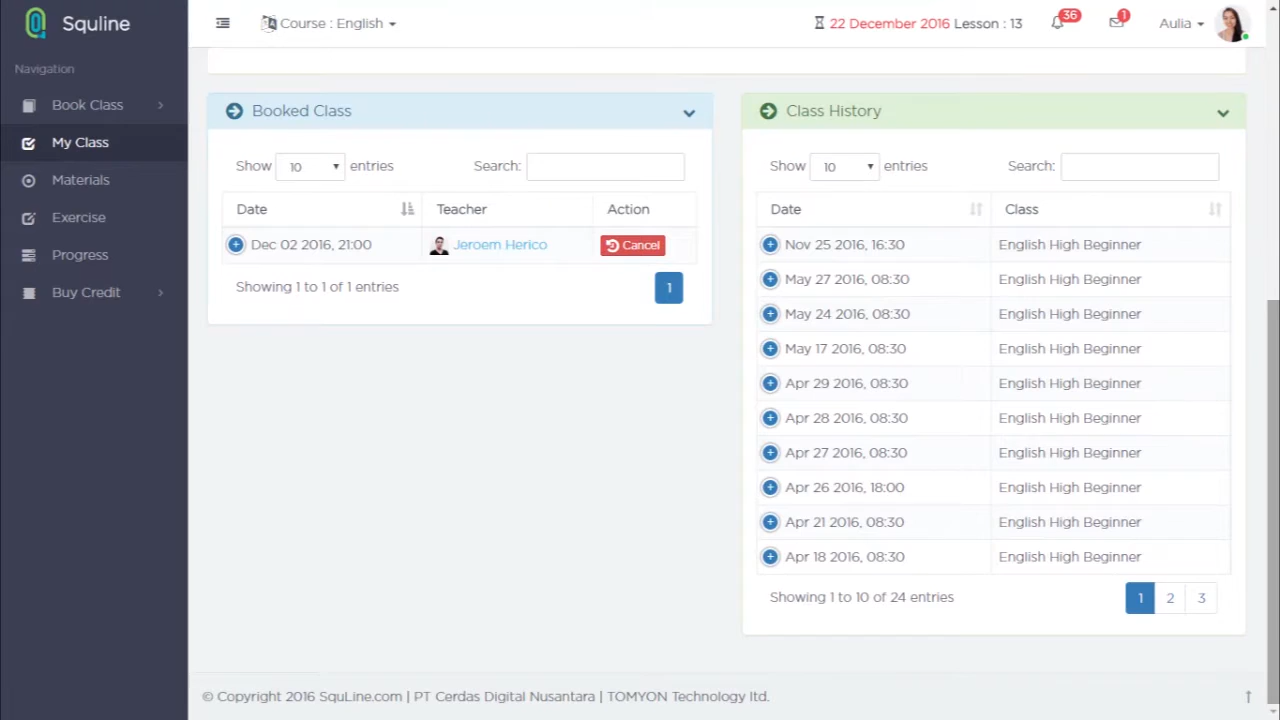 Squline
Course : English
22 December 2016 Lesson : 13
36
1
Aulia
Navigation
Book Class
My Class
Materials
Exercise
Progress
Buy Credit
Booked Class
Show 10 entries
Search:
Date Teacher Action
Dec 02 2016, 21:00 Jeroem Herico Cancel
Showing 1 to 1 of 1 entries
1
Class History
Show 10 entries
Search:
Date Class
Nov 25 2016, 16:30 English High Beginner
May 27 2016, 08:30 English High Beginner
May 24 2016, 08:30 English High Beginner
May 17 2016, 08:30 English High Beginner
Apr 29 2016, 08:30 English High Beginner
Apr 28 2016, 08:30 English High Beginner
Apr 27 2016, 08:30 English High Beginner
Apr 26 2016, 18:00 English High Beginner
Apr 21 2016, 08:30 English High Beginner
Apr 18 2016, 08:30 English High Beginner
Showing 1 to 10 of 24 entries
1 2 3
© Copyright 2016 SquLine.com | PT Cerdas Digital Nusantara | TOMYON Technology ltd.